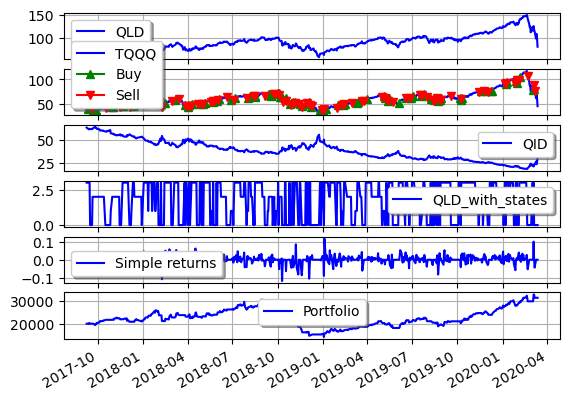 150
100
QLD
TQQQ
Buy
Sell
100
50
50
25
QID
2.5
0.0
QLD_with_states
0.1
0.0
-0.1
Simple returns
30000
20000
Portfolio
2017-10 2018-01 2018-04 2018-07 2018-10 2019-01 2019-04 2019-07 2019-10 2020-01 2020-04